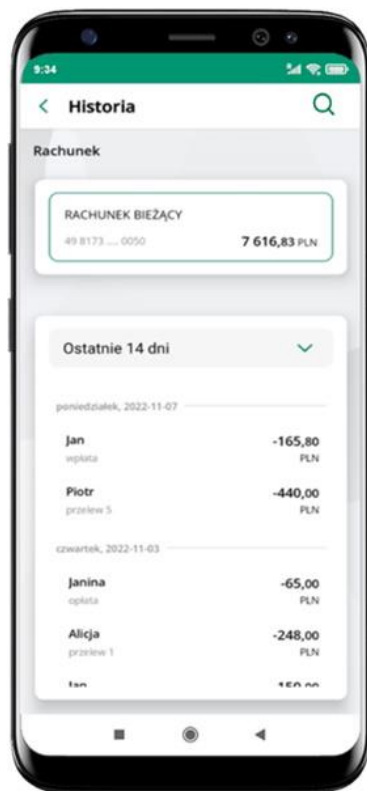 9:34
Historia
Rachunek
RACHUNEK BIEŻĄCY
49 8173 .... 0050 7 616,83 PLN
Ostatnie 14 dni
poniedziałek, 2022-11-07
Jan -165,80
wpłata PLN
Piotr -440,00
przelew 5 PLN
czwartek, 2022-11-03
Janina -65,00
opłata PLN
Alicja -248,00
przelew 1 PLN
Jan